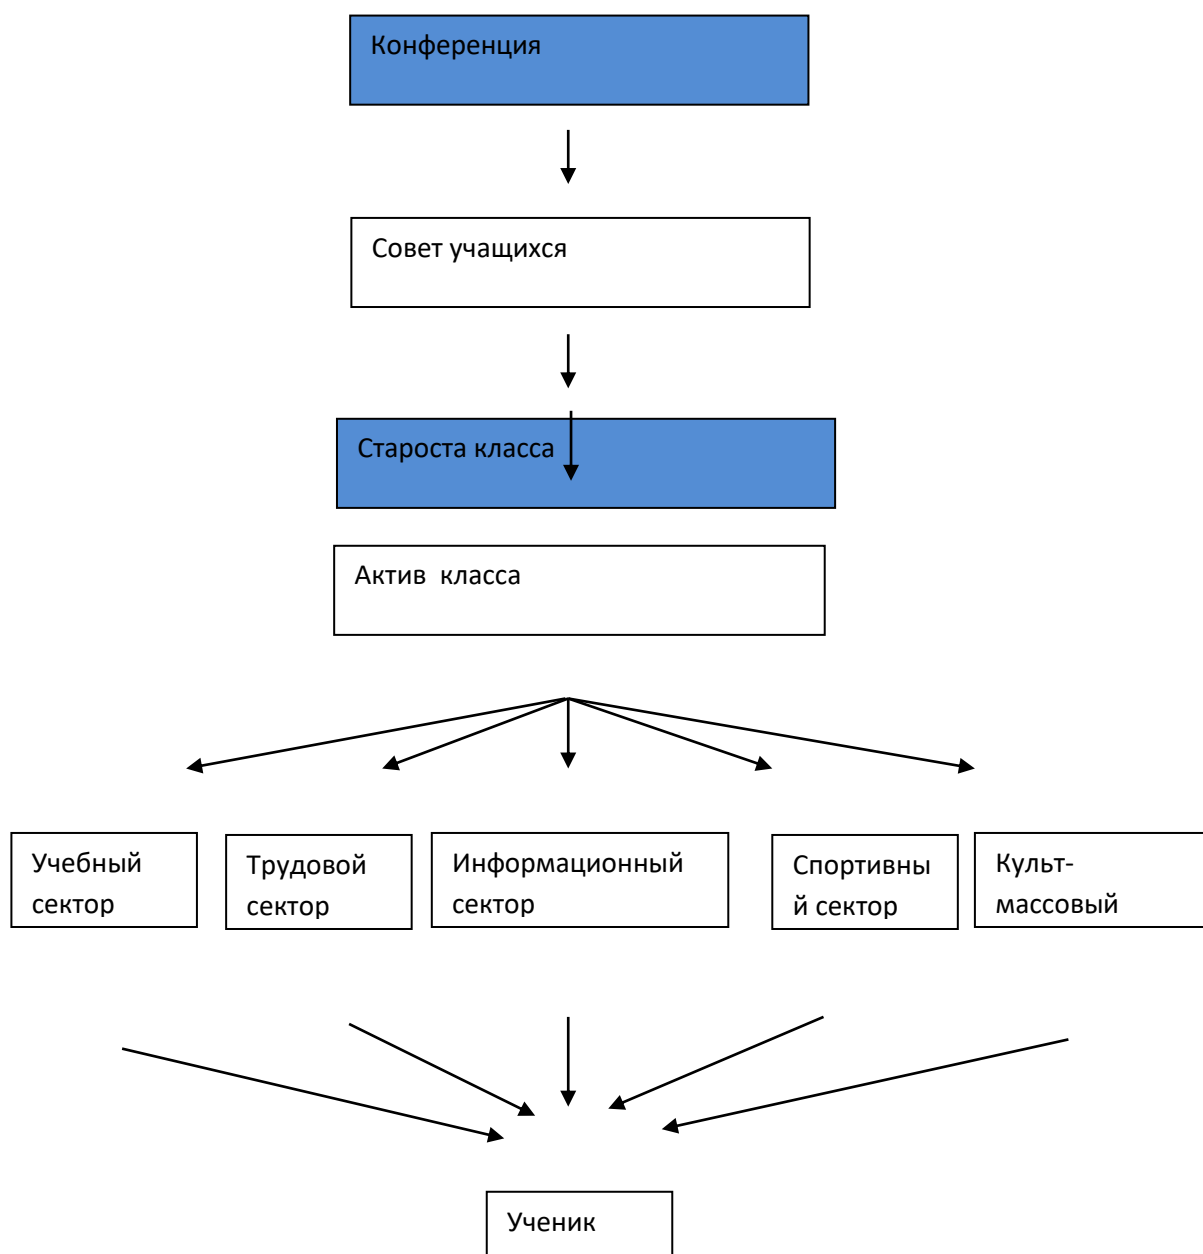 Конференция
Совет учащихся
Староста класса
Актив  класса
Учебный
сектор
Трудовой
сектор
Информационный
сектор
Спортивны
й сектор
Культ-
массовый
Ученик